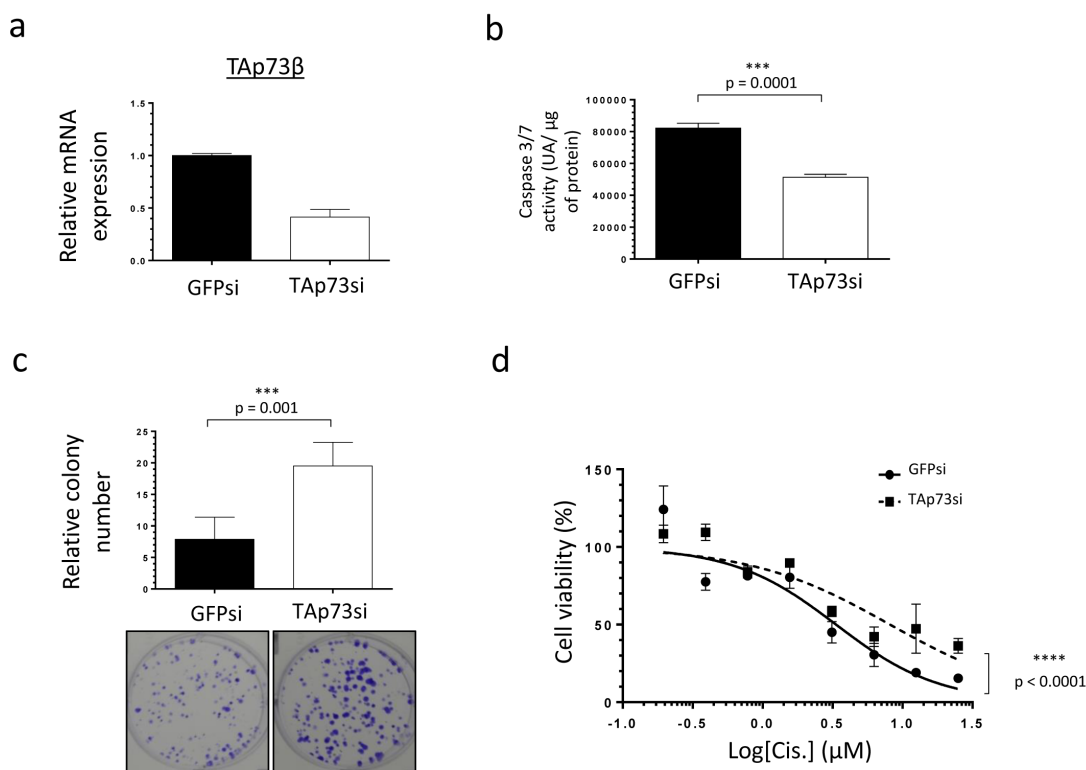 a
TAp73β
Relative mRNA
expression
1.5
1.0
0.5
0.0
GFPsi
TAp73si
b
***
p = 0.0001
Caspase 3/7
activity (UA/ µg
of protein)
100000
80000
60000
40000
20000
0
GFPsi
TAp73si
c
***
p = 0.001
Relative colony
number
25
20
15
10
5
0
GFPsi
TAp73si
d
Cell viability (%)
150
100
50
0
-1.0
-0.5
0.0
0.5
1.0
1.5
Log[Cis.] (µM)
GFPsi
TAp73si
****
p < 0.0001